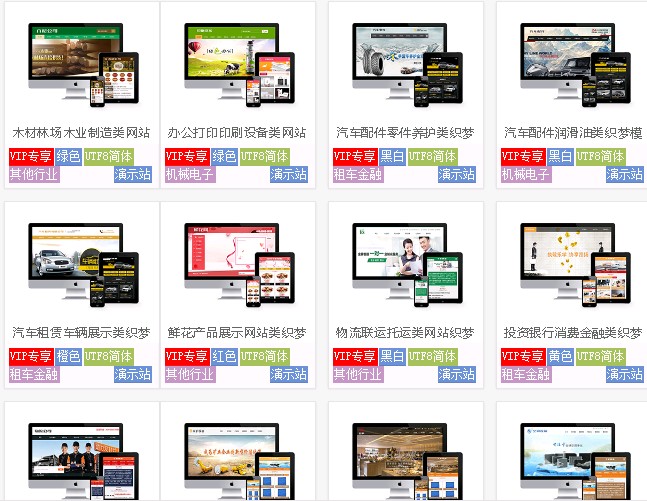 木材林场木业制造类网站
办公打印印刷设备类网站
汽车配件零件养护类织梦
汽车配件润滑油类织梦模
VIP专享 绿色 UTF8简体
VIP专享 绿色 UTF8简体
VIP专享 黑白 UTF8简体
VIP专享 黑白 UTF8简体
其他行业 演示站
机械电子 演示站
租车金融 演示站
机械电子 演示站
汽车租赁车辆展示类织梦
鲜花产品展示网站类织梦
物流联运托运类网站织梦
投资银行消费金融类织梦
VIP专享 橙色 UTF8简体
VIP专享 红色 UTF8简体
VIP专享 黑白 UTF8简体
VIP专享 黄色 UTF8简体
租车金融 演示站
其他行业 演示站
其他行业 演示站
租车金融 演示站